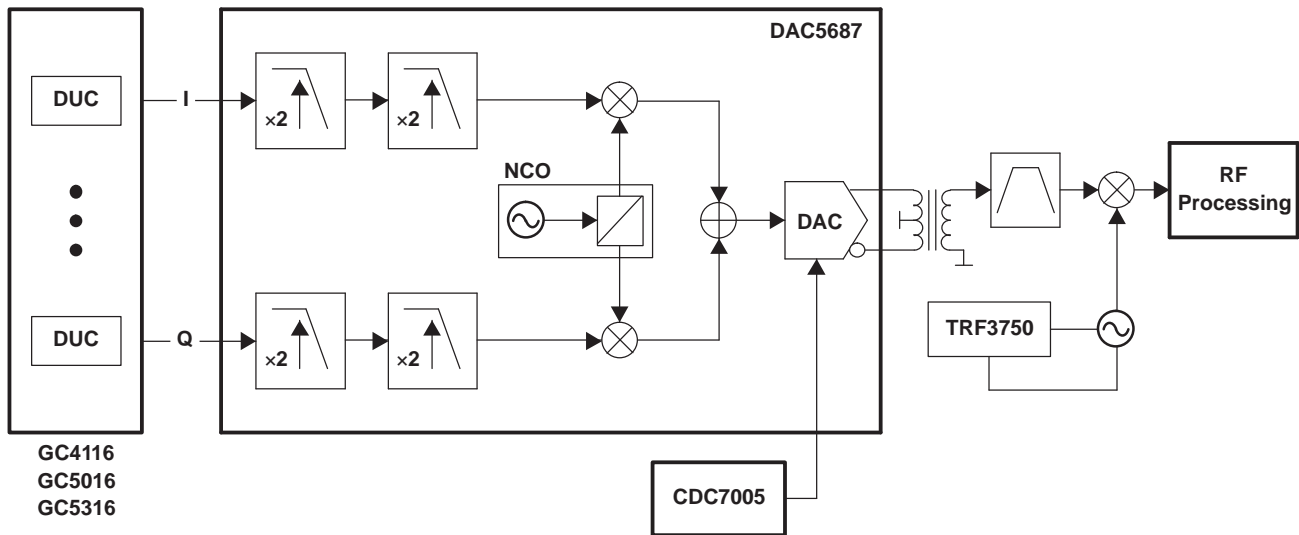 DAC5687
DUC
I
×2
×2
NCO
DAC
RF
Processing
DUC
Q
×2
×2
TRF3750
GC4116
GC5016
GC5316
CDC7005